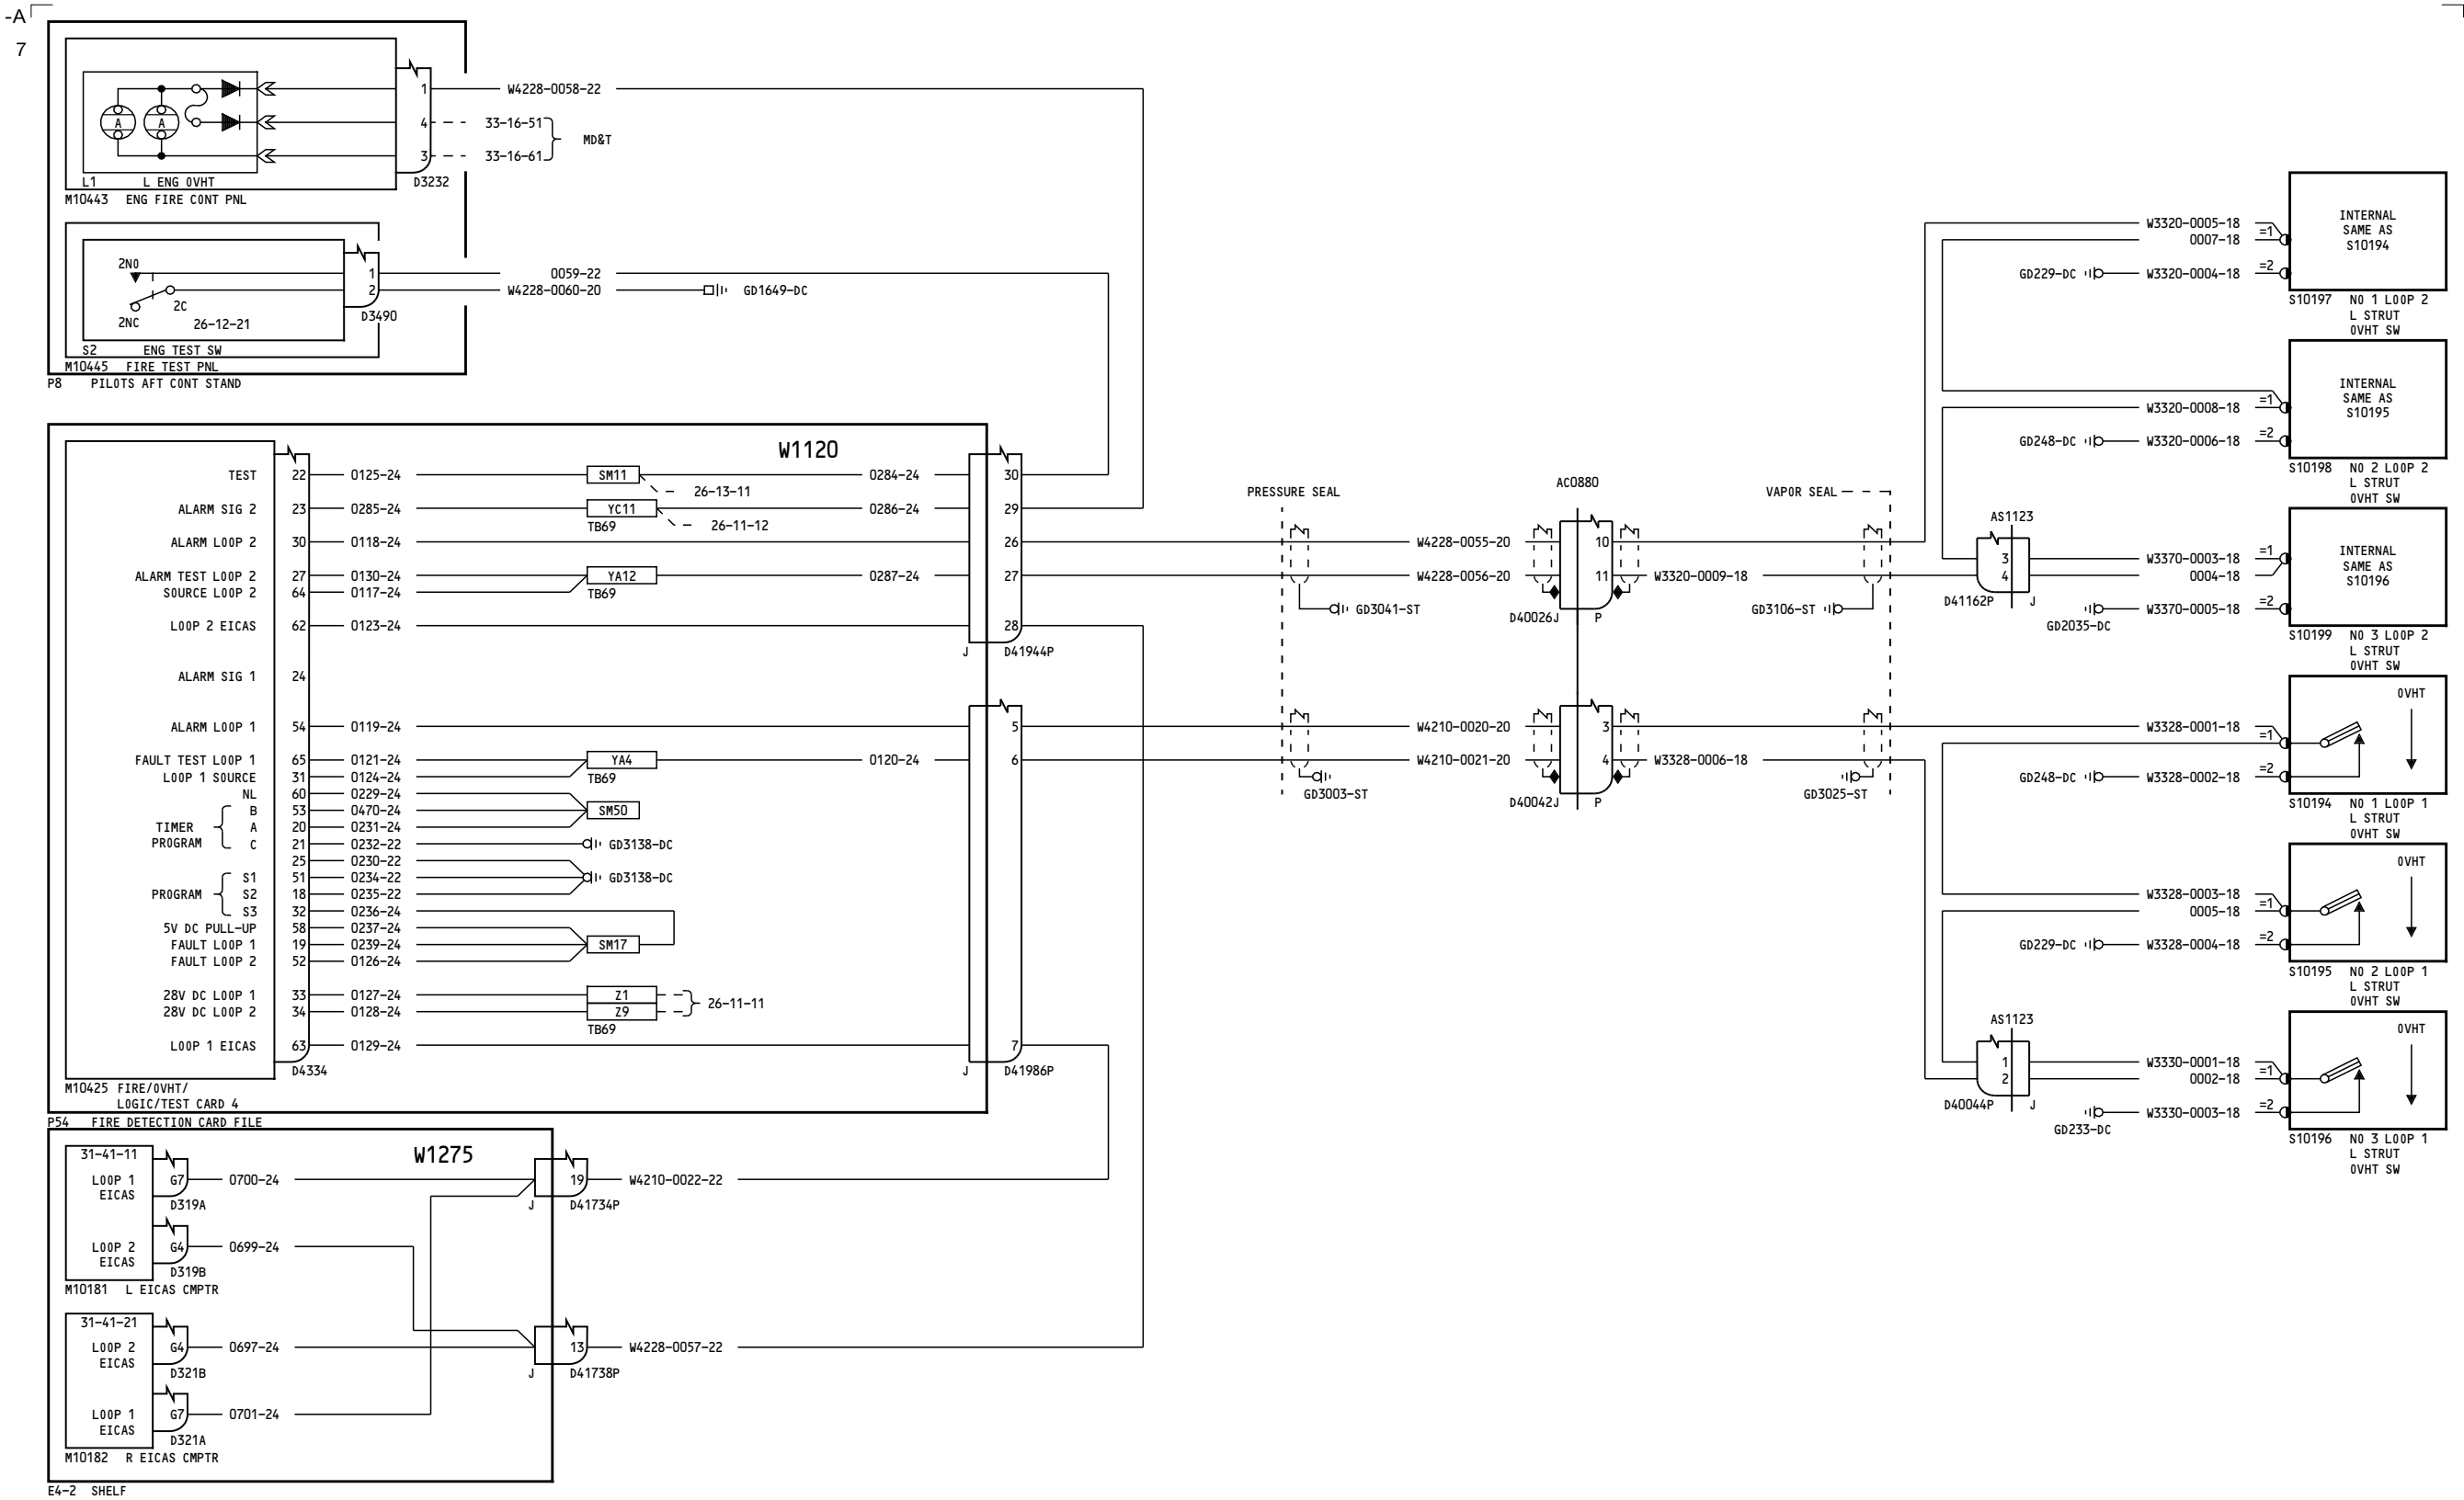 -A
7
W4228-0058-22
1
4
3
33-16-51
33-16-61
MD&T
A A
L1 L ENG OVHT
D3232
M10443 ENG FIRE CONT PNL
2NO
2C
2NC
26-12-21
S2 ENG TEST SW
M10445 FIRE TEST PNL
P8 PILOTS AFT CONT STAND
1
2
D3490
0059-22
W4228-0060-20
GD1649-DC
W1120
TEST 22 0125-24 SM11 0284-24 30
26-13-11
ALARM SIG 2 23 0285-24 YC11 0286-24 29
TB69 26-11-12
ALARM LOOP 2 30 0118-24 26
ALARM TEST LOOP 2 27 0130-24 YA12 0287-24 27
SOURCE LOOP 2 64 0117-24 TB69
LOOP 2 EICAS 62 0123-24 28
J D41944P
ALARM SIG 1 24
ALARM LOOP 1 54 0119-24 5
FAULT TEST LOOP 1 65 0121-24 YA4 0120-24 6
LOOP 1 SOURCE 31 0124-24 TB69
NL 60 0229-24
B 53 0470-24 SM50
TIMER PROGRAM
A 20 0231-24
C 21 0232-22 GD3138-DC
25 0230-22
PROGRAM
S1 51 0234-22 GD3138-DC
S2 18 0235-22
S3 32 0236-24
5V DC PULL-UP 58 0237-24
FAULT LOOP 1 19 0239-24 SM17
FAULT LOOP 2 52 0126-24
28V DC LOOP 1 33 0127-24 Z1
26-11-11
28V DC LOOP 2 34 0128-24 Z9
TB69
LOOP 1 EICAS 63 0129-24 7
D4334
J D41986P
M10425 FIRE/OVHT/
LOGIC/TEST CARD 4
P54 FIRE DETECTION CARD FILE
W1275
31-41-11
LOOP 1
EICAS
G7 0700-24
D319A
19 W4210-0022-22
J D41734P
LOOP 2
EICAS
G4 0699-24
D319B
M10181 L EICAS CMPTR
31-41-21
LOOP 2
EICAS
G4 0697-24
D321B
13 W4228-0057-22
J D41738P
LOOP 1
EICAS
G7 0701-24
D321A
M10182 R EICAS CMPTR
E4-2 SHELF
PRESSURE SEAL
AC0880
VAPOR SEAL
W4228-0055-20 10
W4228-0056-20 11 W3320-0009-18
GD3041-ST
D40026J P
GD3106-ST
W4210-0020-20 3
W4210-0021-20 4 W3328-0006-18
GD3003-ST
D40042J P
GD3025-ST
AS1123
3
4
D41162P J
AS1123
1
2
D40044P J
W3320-0005-18 =1
0007-18
GD229-DC W3320-0004-18 =2
INTERNAL
SAME AS
S10194
S10197 NO 1 LOOP 2
L STRUT
OVHT SW
W3320-0008-18 =1
GD248-DC W3320-0006-18 =2
INTERNAL
SAME AS
S10195
S10198 NO 2 LOOP 2
L STRUT
OVHT SW
W3370-0003-18 =1
0004-18
W3370-0005-18 =2
GD2035-DC
INTERNAL
SAME AS
S10196
S10199 NO 3 LOOP 2
L STRUT
OVHT SW
OVHT
W3328-0001-18 =1
GD248-DC W3328-0002-18 =2
S10194 NO 1 LOOP 1
L STRUT
OVHT SW
OVHT
W3328-0003-18 =1
0005-18
GD229-DC W3328-0004-18 =2
S10195 NO 2 LOOP 1
L STRUT
OVHT SW
OVHT
W3330-0001-18 =1
0002-18
W3330-0003-18 =2
GD233-DC
S10196 NO 3 LOOP 1
L STRUT
OVHT SW